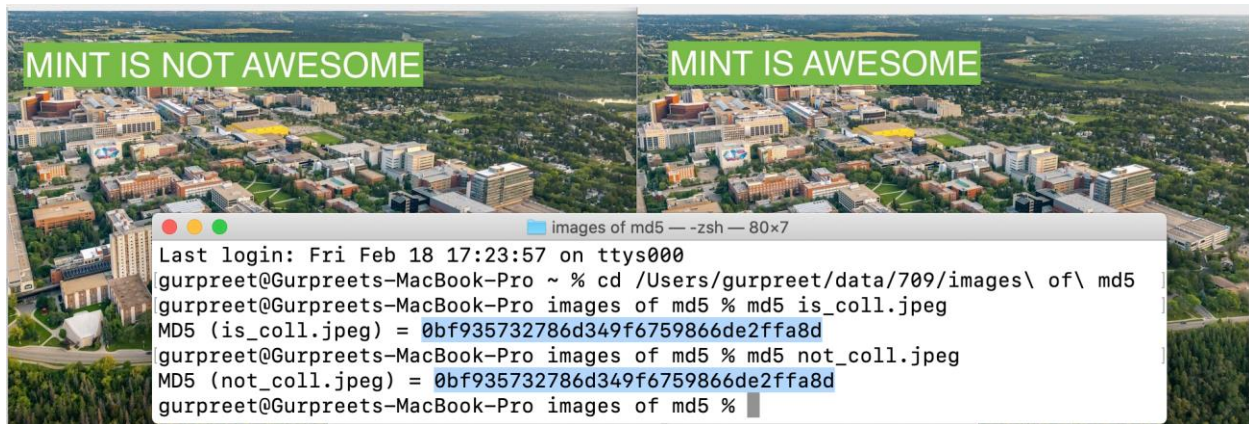 MINT IS NOT AWESOME
MINT IS AWESOME
images of md5 — -zsh — 80×7
Last login: Fri Feb 18 17:23:57 on ttys000
[gurpreet@Gurpreets-MacBook-Pro ~ % cd /Users/gurpreet/data/709/images\ of\ md5 ]
[gurpreet@Gurpreets-MacBook-Pro images of md5 % md5 is_coll.jpeg ]
MD5 (is_coll.jpeg) = 0bf935732786d349f6759866de2ffa8d
[gurpreet@Gurpreets-MacBook-Pro images of md5 % md5 not_coll.jpeg ]
MD5 (not_coll.jpeg) = 0bf935732786d349f6759866de2ffa8d
gurpreet@Gurpreets-MacBook-Pro images of md5 %